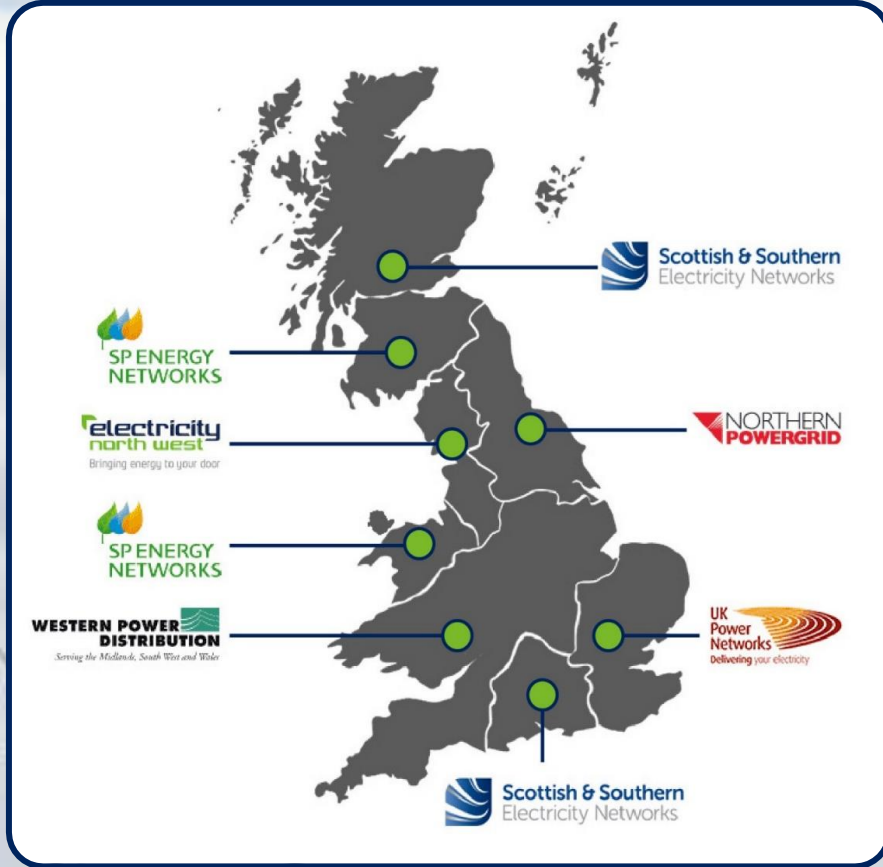 Scottish & Southern
Electricity Networks
SP ENERGY
NETWORKS
electricity
north west
Bringing energy to your door
NORTHERN
POWERGRID
SP ENERGY
NETWORKS
WESTERN POWER
DISTRIBUTION
Serving the Midlands, South West and Wales
UK
Power
Networks
Delivering your electricity
Scottish & Southern
Electricity Networks